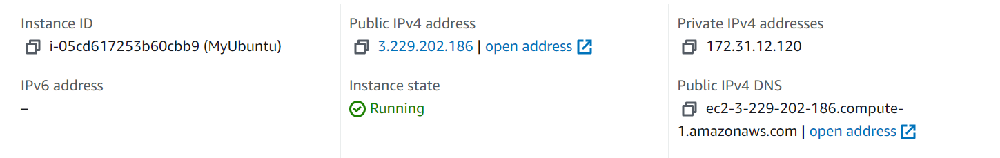 Instance ID
i-05cd617253b60cbb9 (MyUbuntu)
Public IPv4 address
3.229.202.186 | open address
Private IPv4 addresses
172.31.12.120
IPv6 address
–
Instance state
Running
Public IPv4 DNS
ec2-3-229-202-186.compute-
1.amazonaws.com | open address